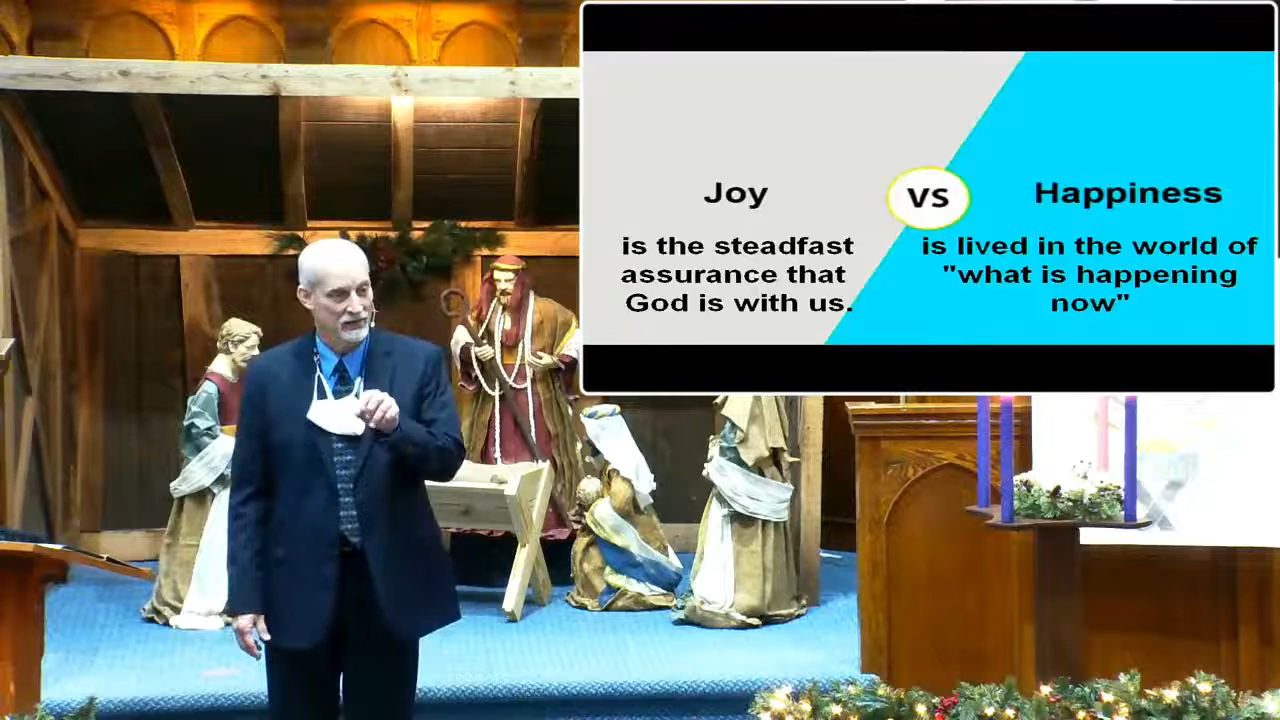 Joy
is the steadfast
assurance that
God is with us.
VS
Happiness
is lived in the world of
"what is happening
now"